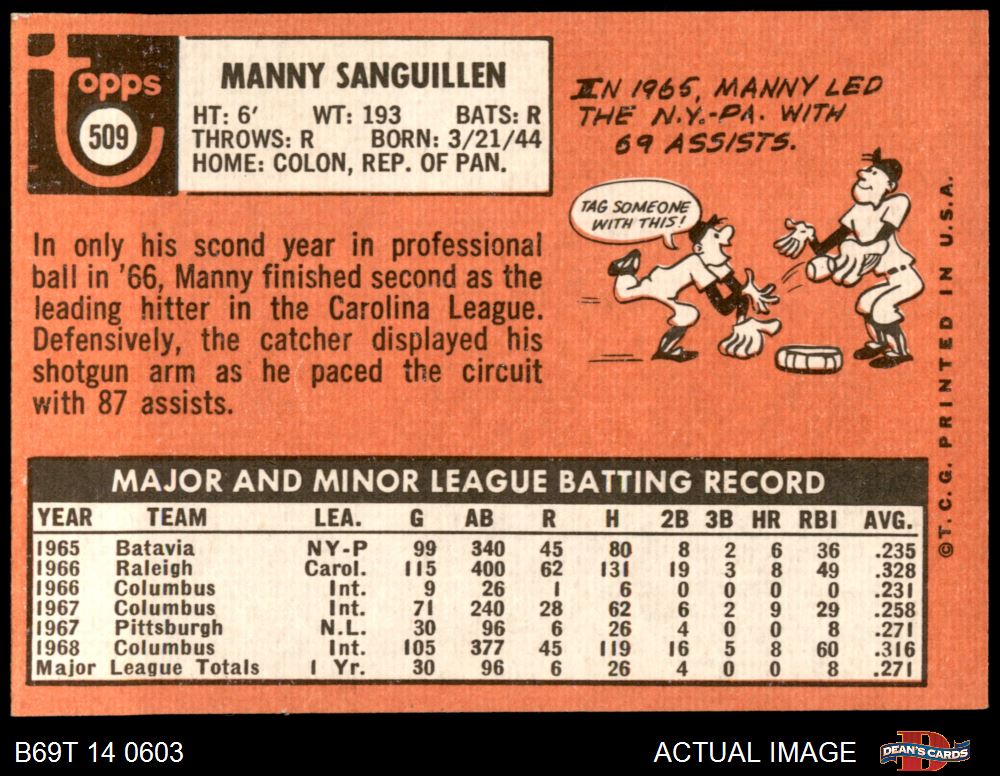 topps
509
MANNY SANGUILLEN
HT: 6' WT: 193 BATS: R
THROWS: R BORN: 3/21/44
HOME: COLON, REP. OF PAN.
IN 1965, MANNY LED
THE N.Y.-PA. WITH
69 ASSISTS.
TAG SOMEONE
WITH THIS!
In only his scond year in professional
ball in '66, Manny finished second as the
leading hitter in the Carolina League.
Defensively, the catcher displayed his
shotgun arm as he paced the circuit
with 87 assists.
©T. C. G. PRINTED IN U.S.A.
MAJOR AND MINOR LEAGUE BATTING RECORD
YEAR TEAM LEA. G AB R H 2B 3B HR RBI AVG.
1965 Batavia NY-P 99 340 45 80 8 2 6 36 .235
1966 Raleigh Carol. 115 400 62 131 19 3 8 49 .328
1966 Columbus Int. 9 26 1 6 0 0 0 0 .231
1967 Columbus Int. 71 240 28 62 6 2 9 29 .258
1967 Pittsburgh N.L. 30 96 6 26 4 0 0 8 .271
1968 Columbus Int. 105 377 45 119 16 5 8 60 .316
Major League Totals 1 Yr. 30 96 6 26 4 0 0 8 .271
B69T 14 0603 ACTUAL IMAGE
D
DEAN'S CARDS